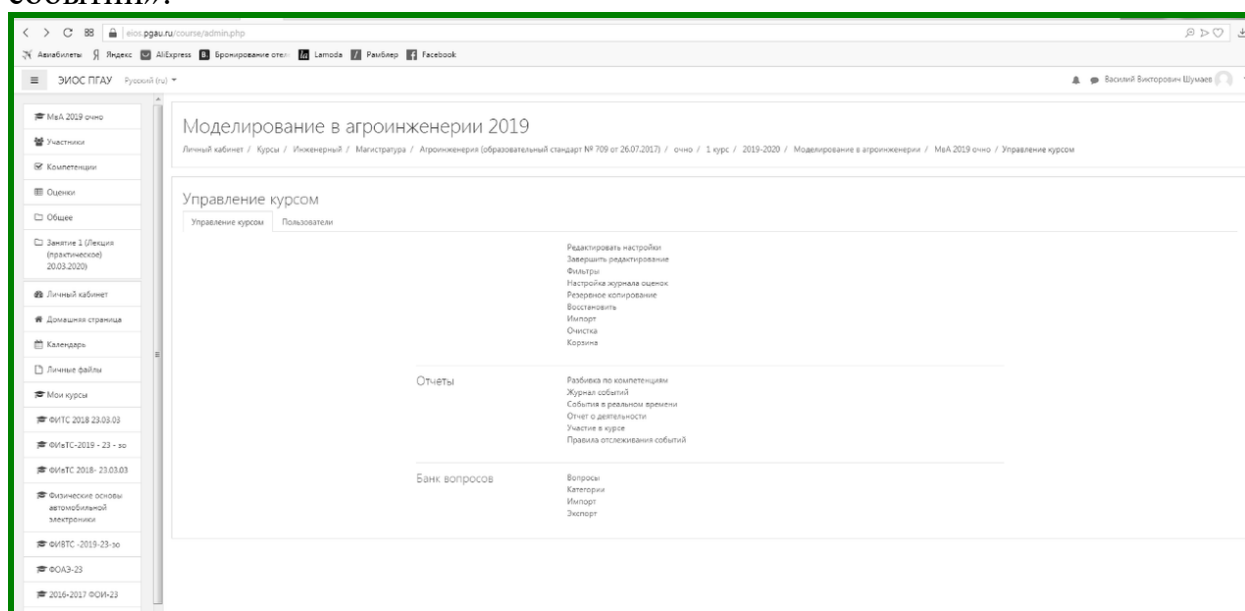 событий».
eios.pgau.ru/course/admin.php
Авиабилеты Яндекс AliExpress Бронирование отел Lamoda Рамблер Facebook
ЭИОС ПГАУ Русский (ru) Василий Викторович Шумаев
МвА 2019 очно
Участники
Компетенции
Оценки
Общее
Занятие 1 (Лекция
(практическое)
20.03.2020)
Личный кабинет
Домашняя страница
Календарь
Личные файлы
Мои курсы
ФИТС 2018 23.03.03
ФИвТС-2019 - 23 - зо
ФИвТС 2018- 23.03.03
Физические основы
автомобильной
электроники
ФИВТС -2019-23-зо
ФОАЭ-23
2016-2017 ФОИ-23
Моделирование в агроинженерии 2019
Личный кабинет / Курсы / Инженерный / Магистратура / Агроинженерия (образовательный стандарт № 709 от 26.07.2017) / очно / 1 курс / 2019-2020 / Моделирование в агроинженерии / МвА 2019 очно / Управление курсом
Управление курсом
Управление курсом Пользователи
Редактировать настройки
Завершить редактирование
Фильтры
Настройка журнала оценок
Резервное копирование
Восстановить
Импорт
Очистка
Корзина
Отчеты
Разбивка по компетенциям
Журнал событий
События в реальном времени
Отчет о деятельности
Участие в курсе
Правила отслеживания событий
Банк вопросов
Вопросы
Категории
Импорт
Экспорт